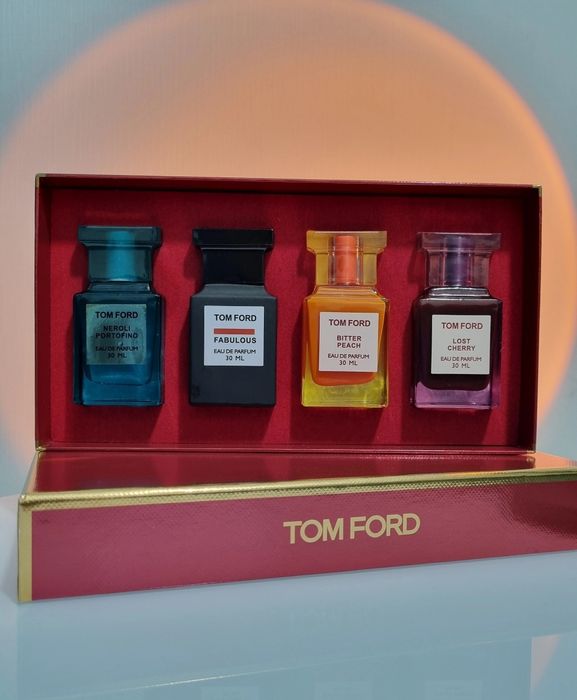 TOM FORD
NEROLI
PORTOFINO
EAU DE PARFUM
30 ML
TOM FORD
FABULOUS
EAU DE PARFUM
30 ML
TOM FORD
BITTER
PEACH
EAU DE PARFUM
30 ML
TOM FORD
LOST
CHERRY
EAU DE PARFUM
30 ML
TOM FORD